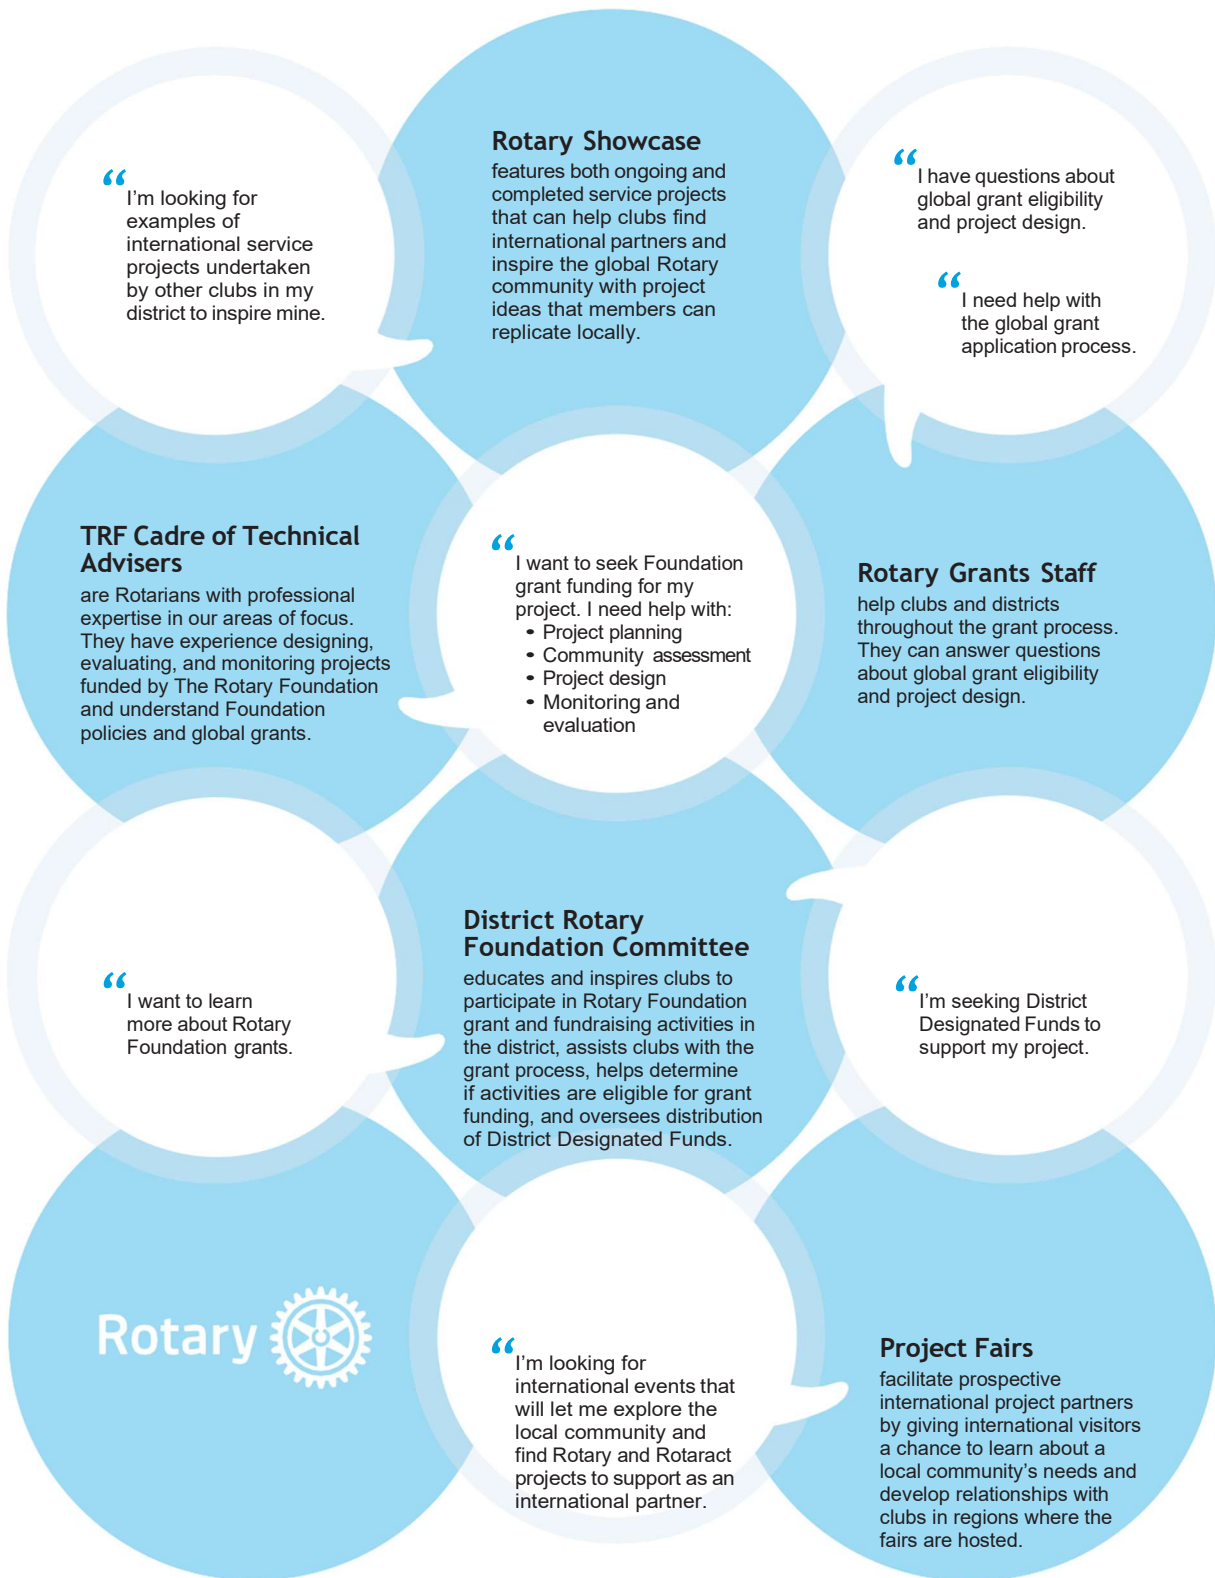 “
I’m looking for
examples of
international service
projects undertaken
by other clubs in my
district to inspire mine.
Rotary Showcase
features both ongoing and
completed service projects
that can help clubs find
international partners and
inspire the global Rotary
community with project
ideas that members can
replicate locally.
“
I have questions about
global grant eligibility
and project design.
“
I need help with
the global grant
application process.
TRF Cadre of Technical
Advisers
are Rotarians with professional
expertise in our areas of focus.
They have experience designing,
evaluating, and monitoring projects
funded by The Rotary Foundation
and understand Foundation
policies and global grants.
“
I want to seek Foundation
grant funding for my
project. I need help with:
• Project planning
• Community assessment
• Project design
• Monitoring and
evaluation
Rotary Grants Staff
help clubs and districts
throughout the grant process.
They can answer questions
about global grant eligibility
and project design.
“
I want to learn
more about Rotary
Foundation grants.
District Rotary
Foundation Committee
educates and inspires clubs to
participate in Rotary Foundation
grant and fundraising activities in
the district, assists clubs with the
grant process, helps determine
if activities are eligible for grant
funding, and oversees distribution
of District Designated Funds.
“
I’m seeking District
Designated Funds to
support my project.
Rotary
“
I’m looking for
international events that
will let me explore the
local community and
find Rotary and Rotaract
projects to support as an
international partner.
Project Fairs
facilitate prospective
international project partners
by giving international visitors
a chance to learn about a
local community’s needs and
develop relationships with
clubs in regions where the
fairs are hosted.